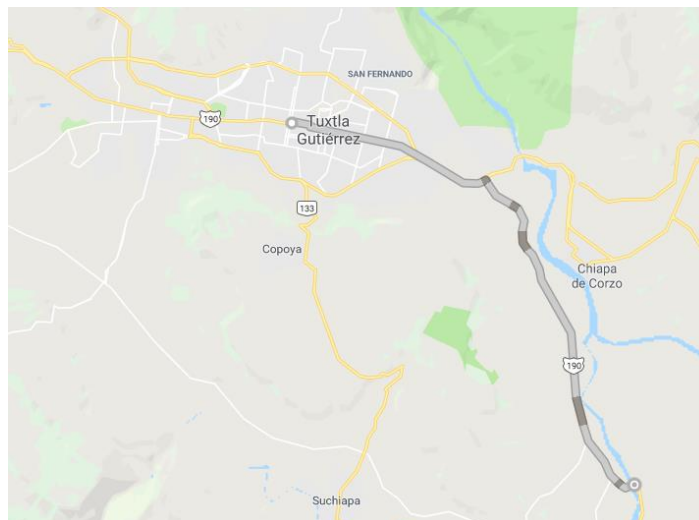 SAN FERNANDO
190
Tuxtla
Gutiérrez
133
Copoya
Chiapa
de Corzo
190
Suchiapa